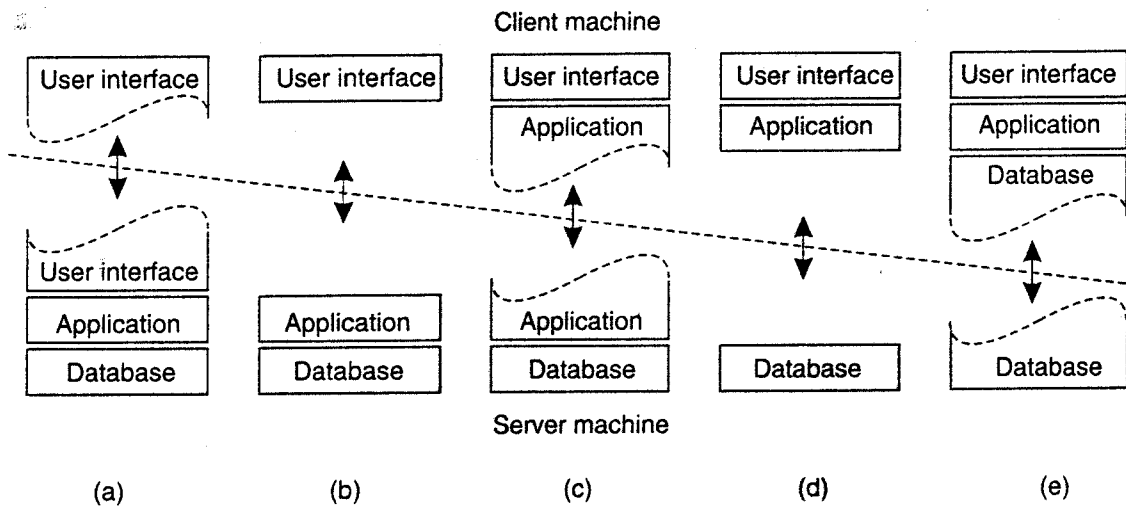 Client machine
User interface User interface User interface User interface User interface
Application Application Application
Database
User interface
Application Application Application
Database Database Database Database Database
Server machine
(a) (b) (c) (d) (e)